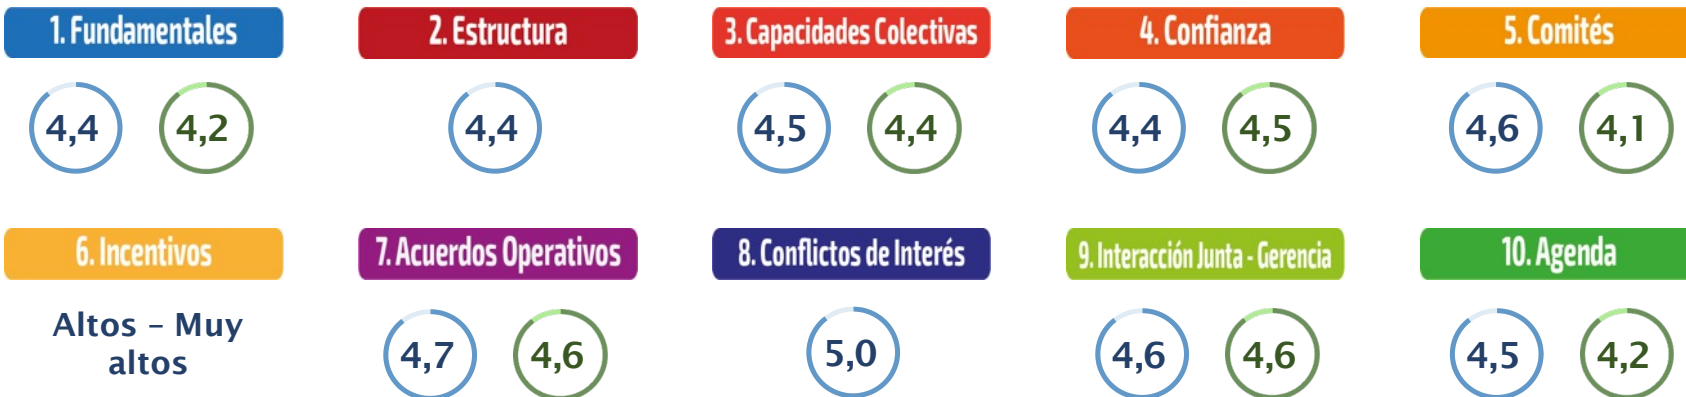 1. Fundamentales
2. Estructura
3. Capacidades Colectivas
4. Confianza
5. Comités
4,4
4,2
4,4
4,5
4,4
4,4
4,5
4,6
4,1
6. Incentivos
7. Acuerdos Operativos
8. Conflictos de Interés
9. Interacción Junta - Gerencia
10. Agenda
Altos – Muy
altos
4,7
4,6
5,0
4,6
4,6
4,5
4,2